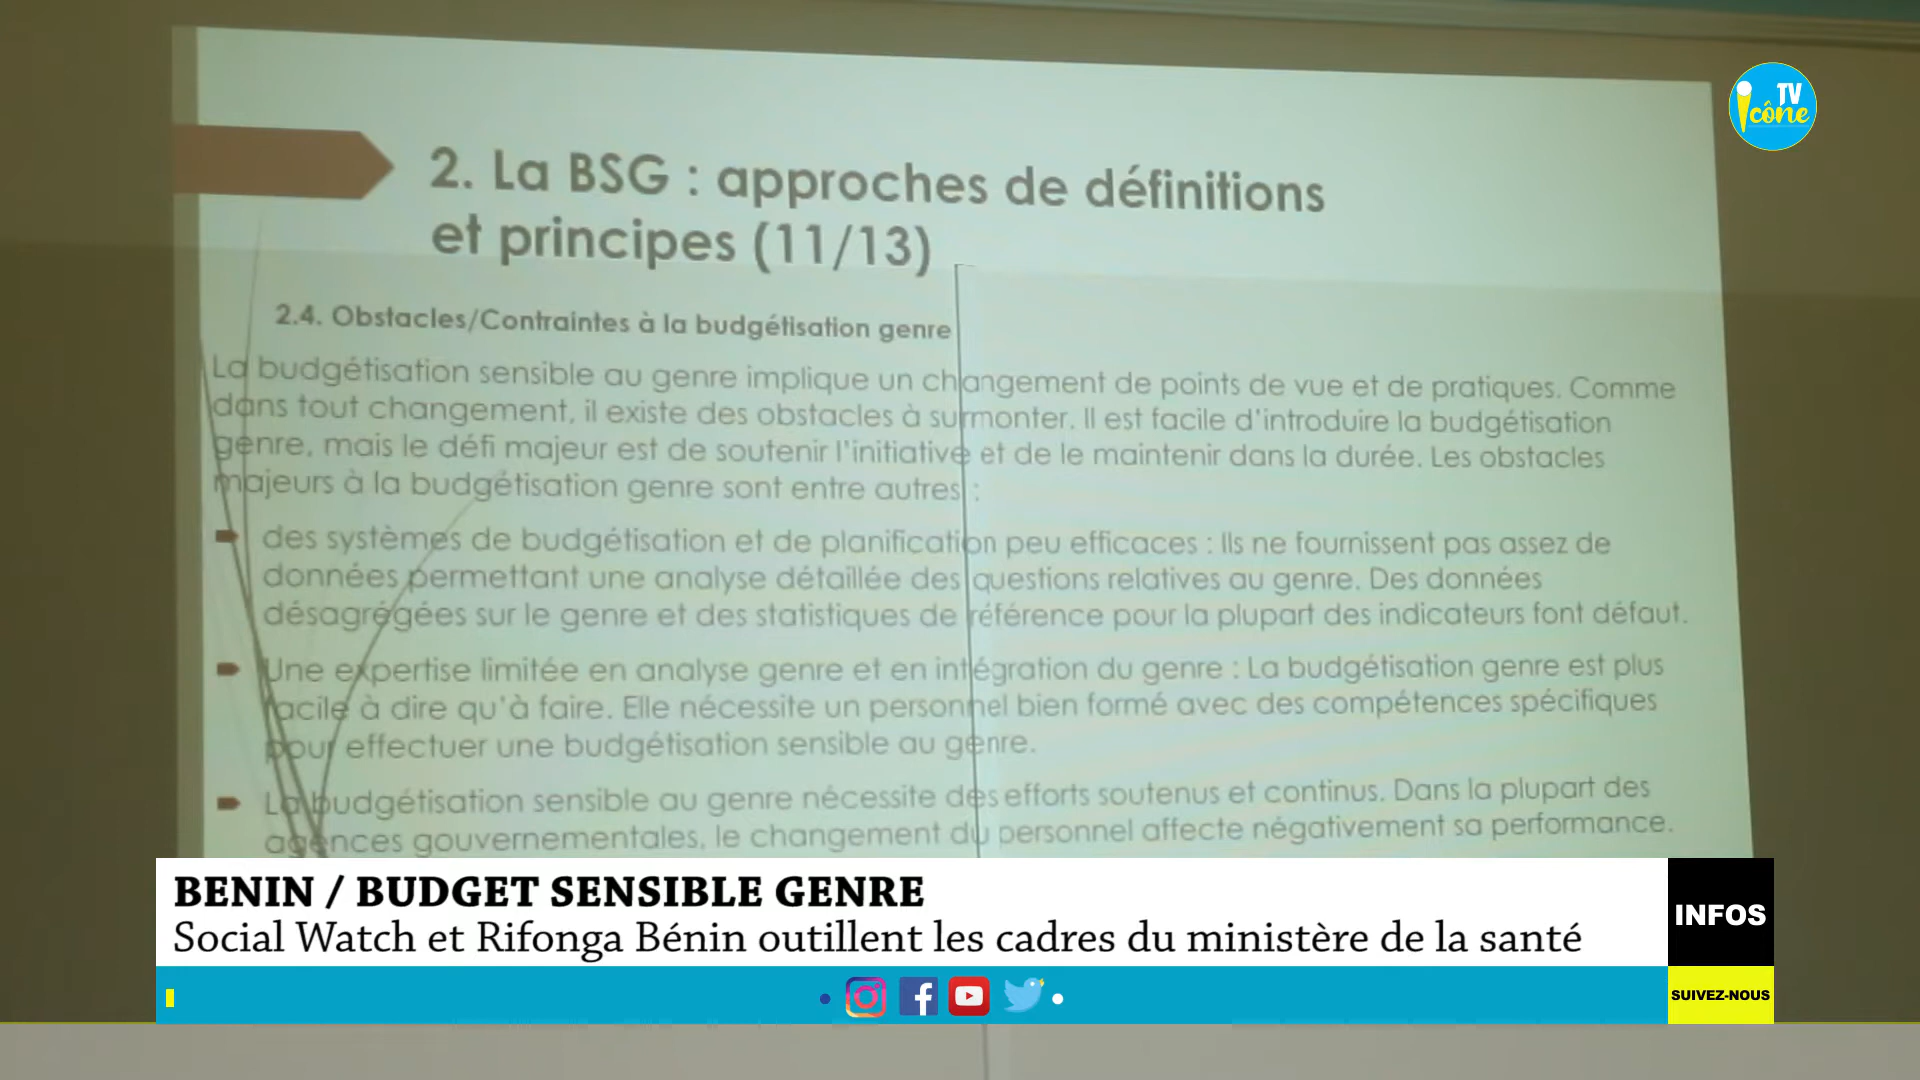 TV
icône
2. La BSG : approches de définitions
et principes (11/13)
2.4. Obstacles/Contraintes à la budgétisation genre
La budgétisation sensible au genre implique un changement de points de vue et de pratiques. Comme
dans tout changement, il existe des obstacles à surmonter. Il est facile d'introduire la budgétisation
genre, mais le défi majeur est de soutenir l'initiative et de le maintenir dans la durée. Les obstacles
majeurs à la budgétisation genre sont entre autres :
des systèmes de budgétisation et de planification peu efficaces : Ils ne fournissent pas assez de
données permettant une analyse détaillée des questions relatives au genre. Des données
désagrégées sur le genre et des statistiques de référence pour la plupart des indicateurs font défaut.
Une expertise limitée en analyse genre et en intégration du genre : La budgétisation genre est plus
facile à dire qu'à faire. Elle nécessite un personnel bien formé avec des compétences spécifiques
pour effectuer une budgétisation sensible au genre.
La budgétisation sensible au genre nécessite des efforts soutenus et continus. Dans la plupart des
agences gouvernementales, le changement du personnel affecte négativement sa performance.
BENIN / BUDGET SENSIBLE GENRE
Social Watch et Rifonga Bénin outillent les cadres du ministère de la santé
INFOS
SUIVEZ-NOUS